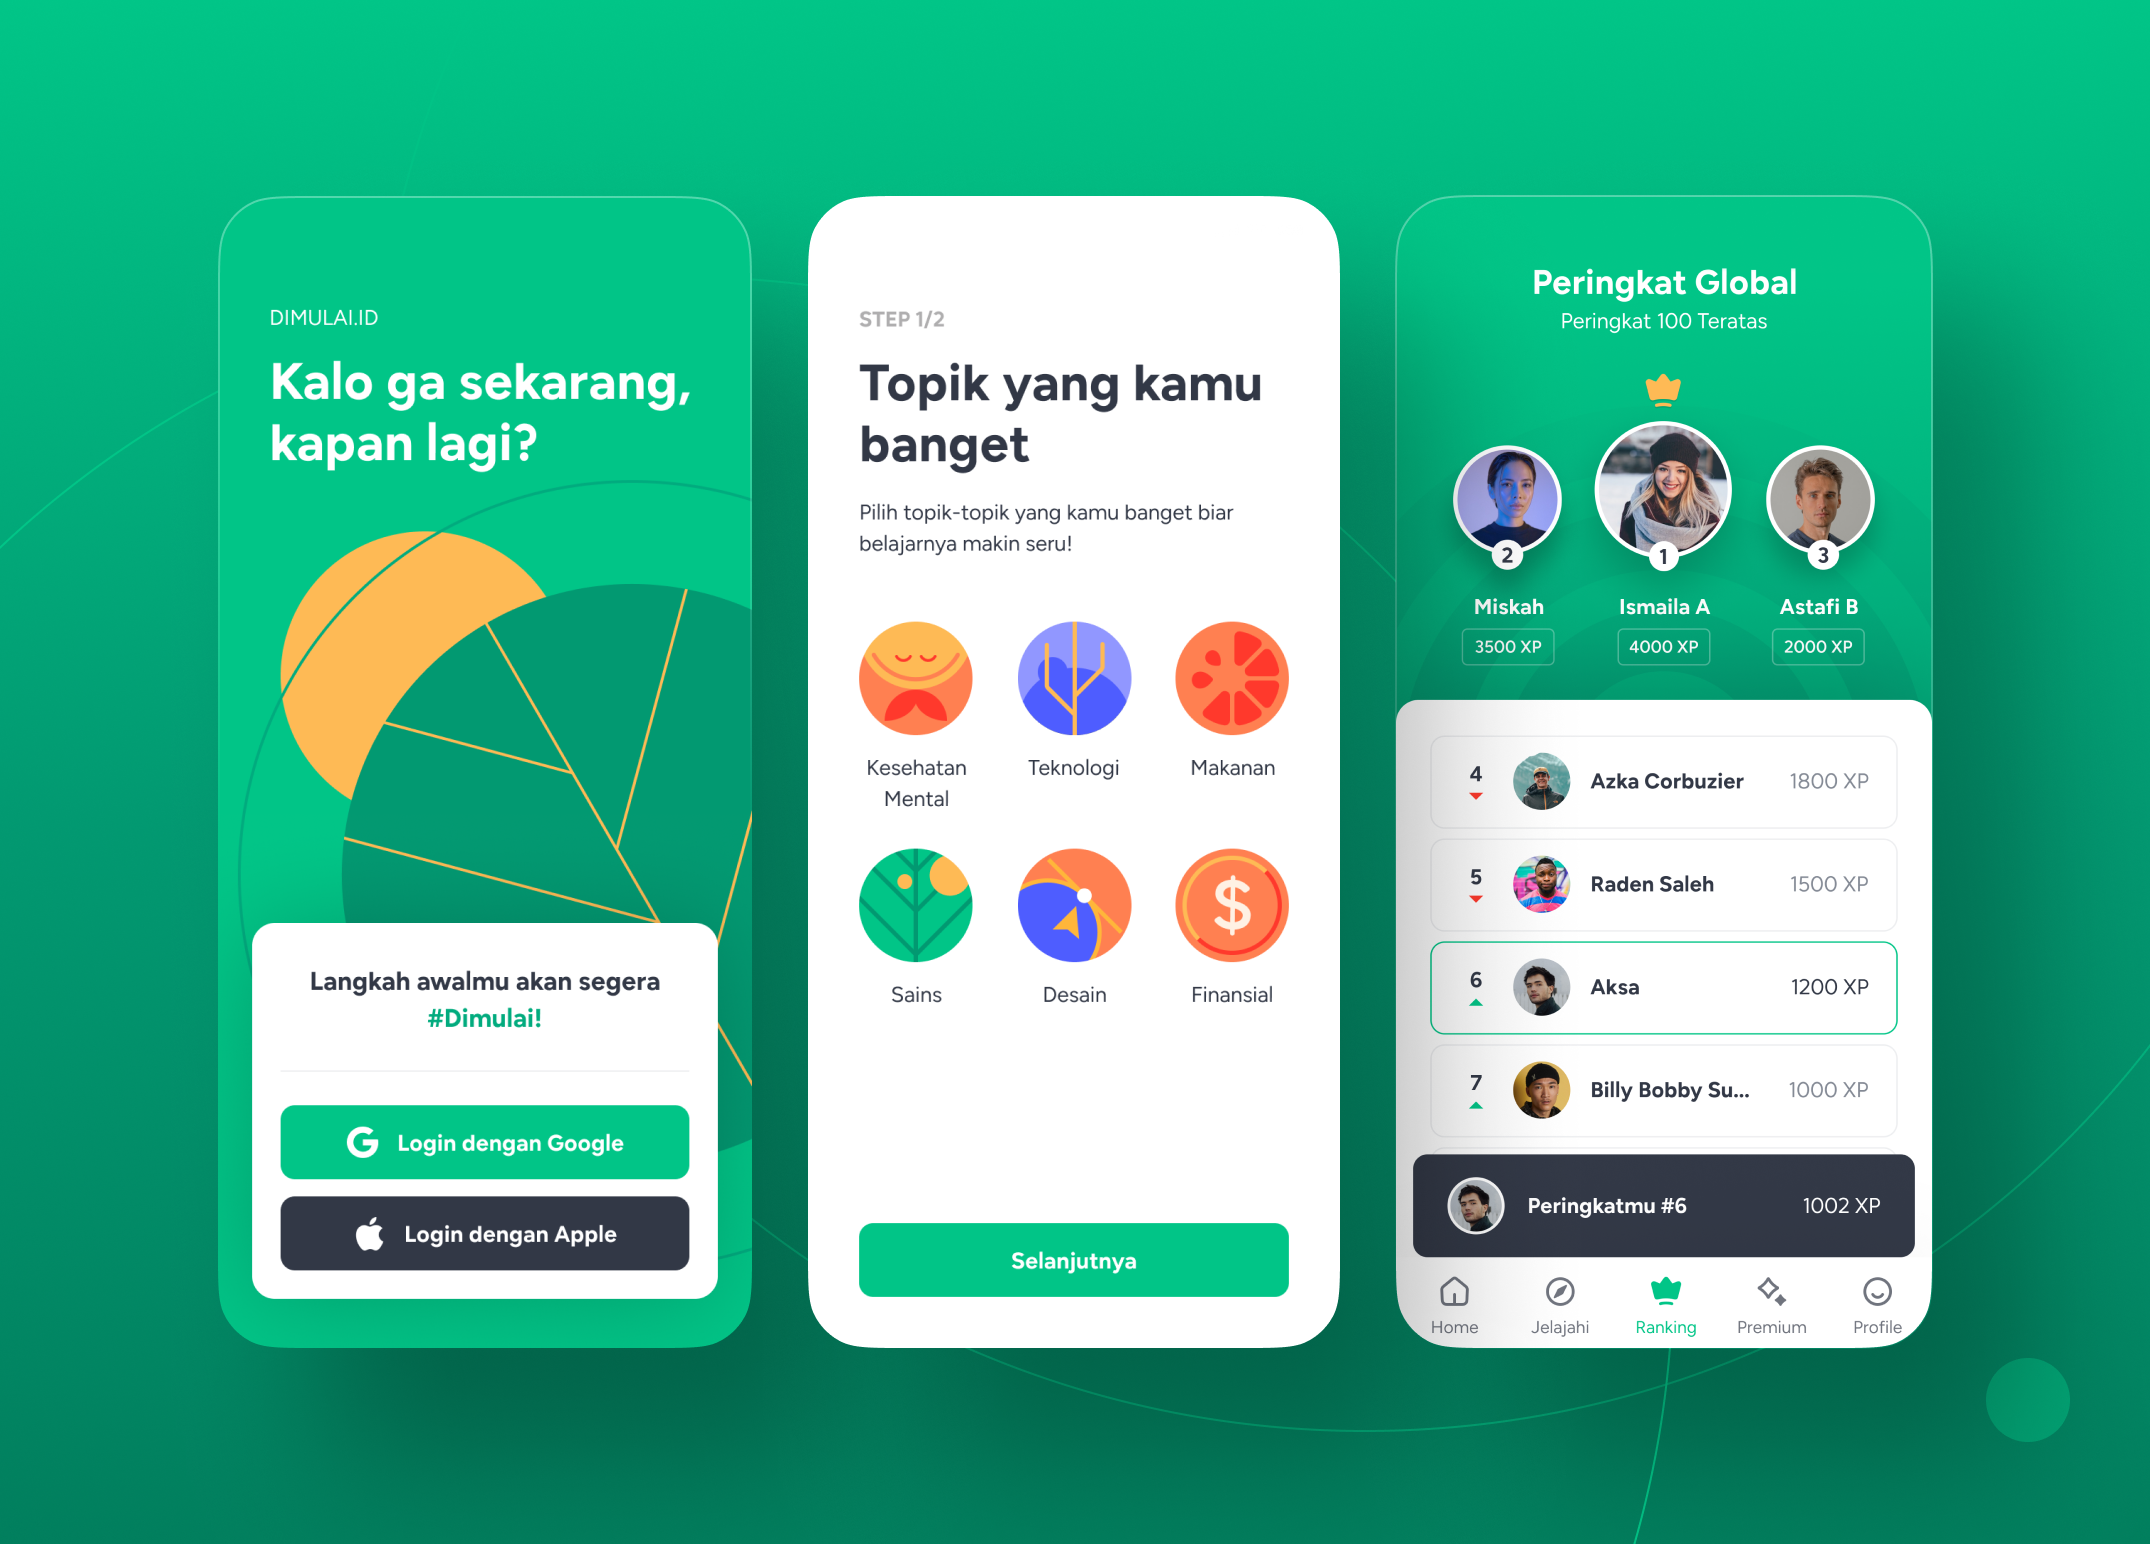 DIMULAI.ID
Kalo ga sekarang,
kapan lagi?
Langkah awalmu akan segera
#Dimulai!
Login dengan Google
Login dengan Apple
STEP 1/2
Topik yang kamu
banget
Pilih topik-topik yang kamu banget biar
belajarnya makin seru!
Kesehatan
Mental
Teknologi
Makanan
Sains
Desain
Finansial
Selanjutnya
Peringkat Global
Peringkat 100 Teratas
2
1
3
Miskah
Ismaila A
Astafi B
3500 XP
4000 XP
2000 XP
4 Azka Corbuzier 1800 XP
5 Raden Saleh 1500 XP
6 Aksa 1200 XP
7 Billy Bobby Su... 1000 XP
Peringkatmu #6 1002 XP
Home Jelajahi Ranking Premium Profile